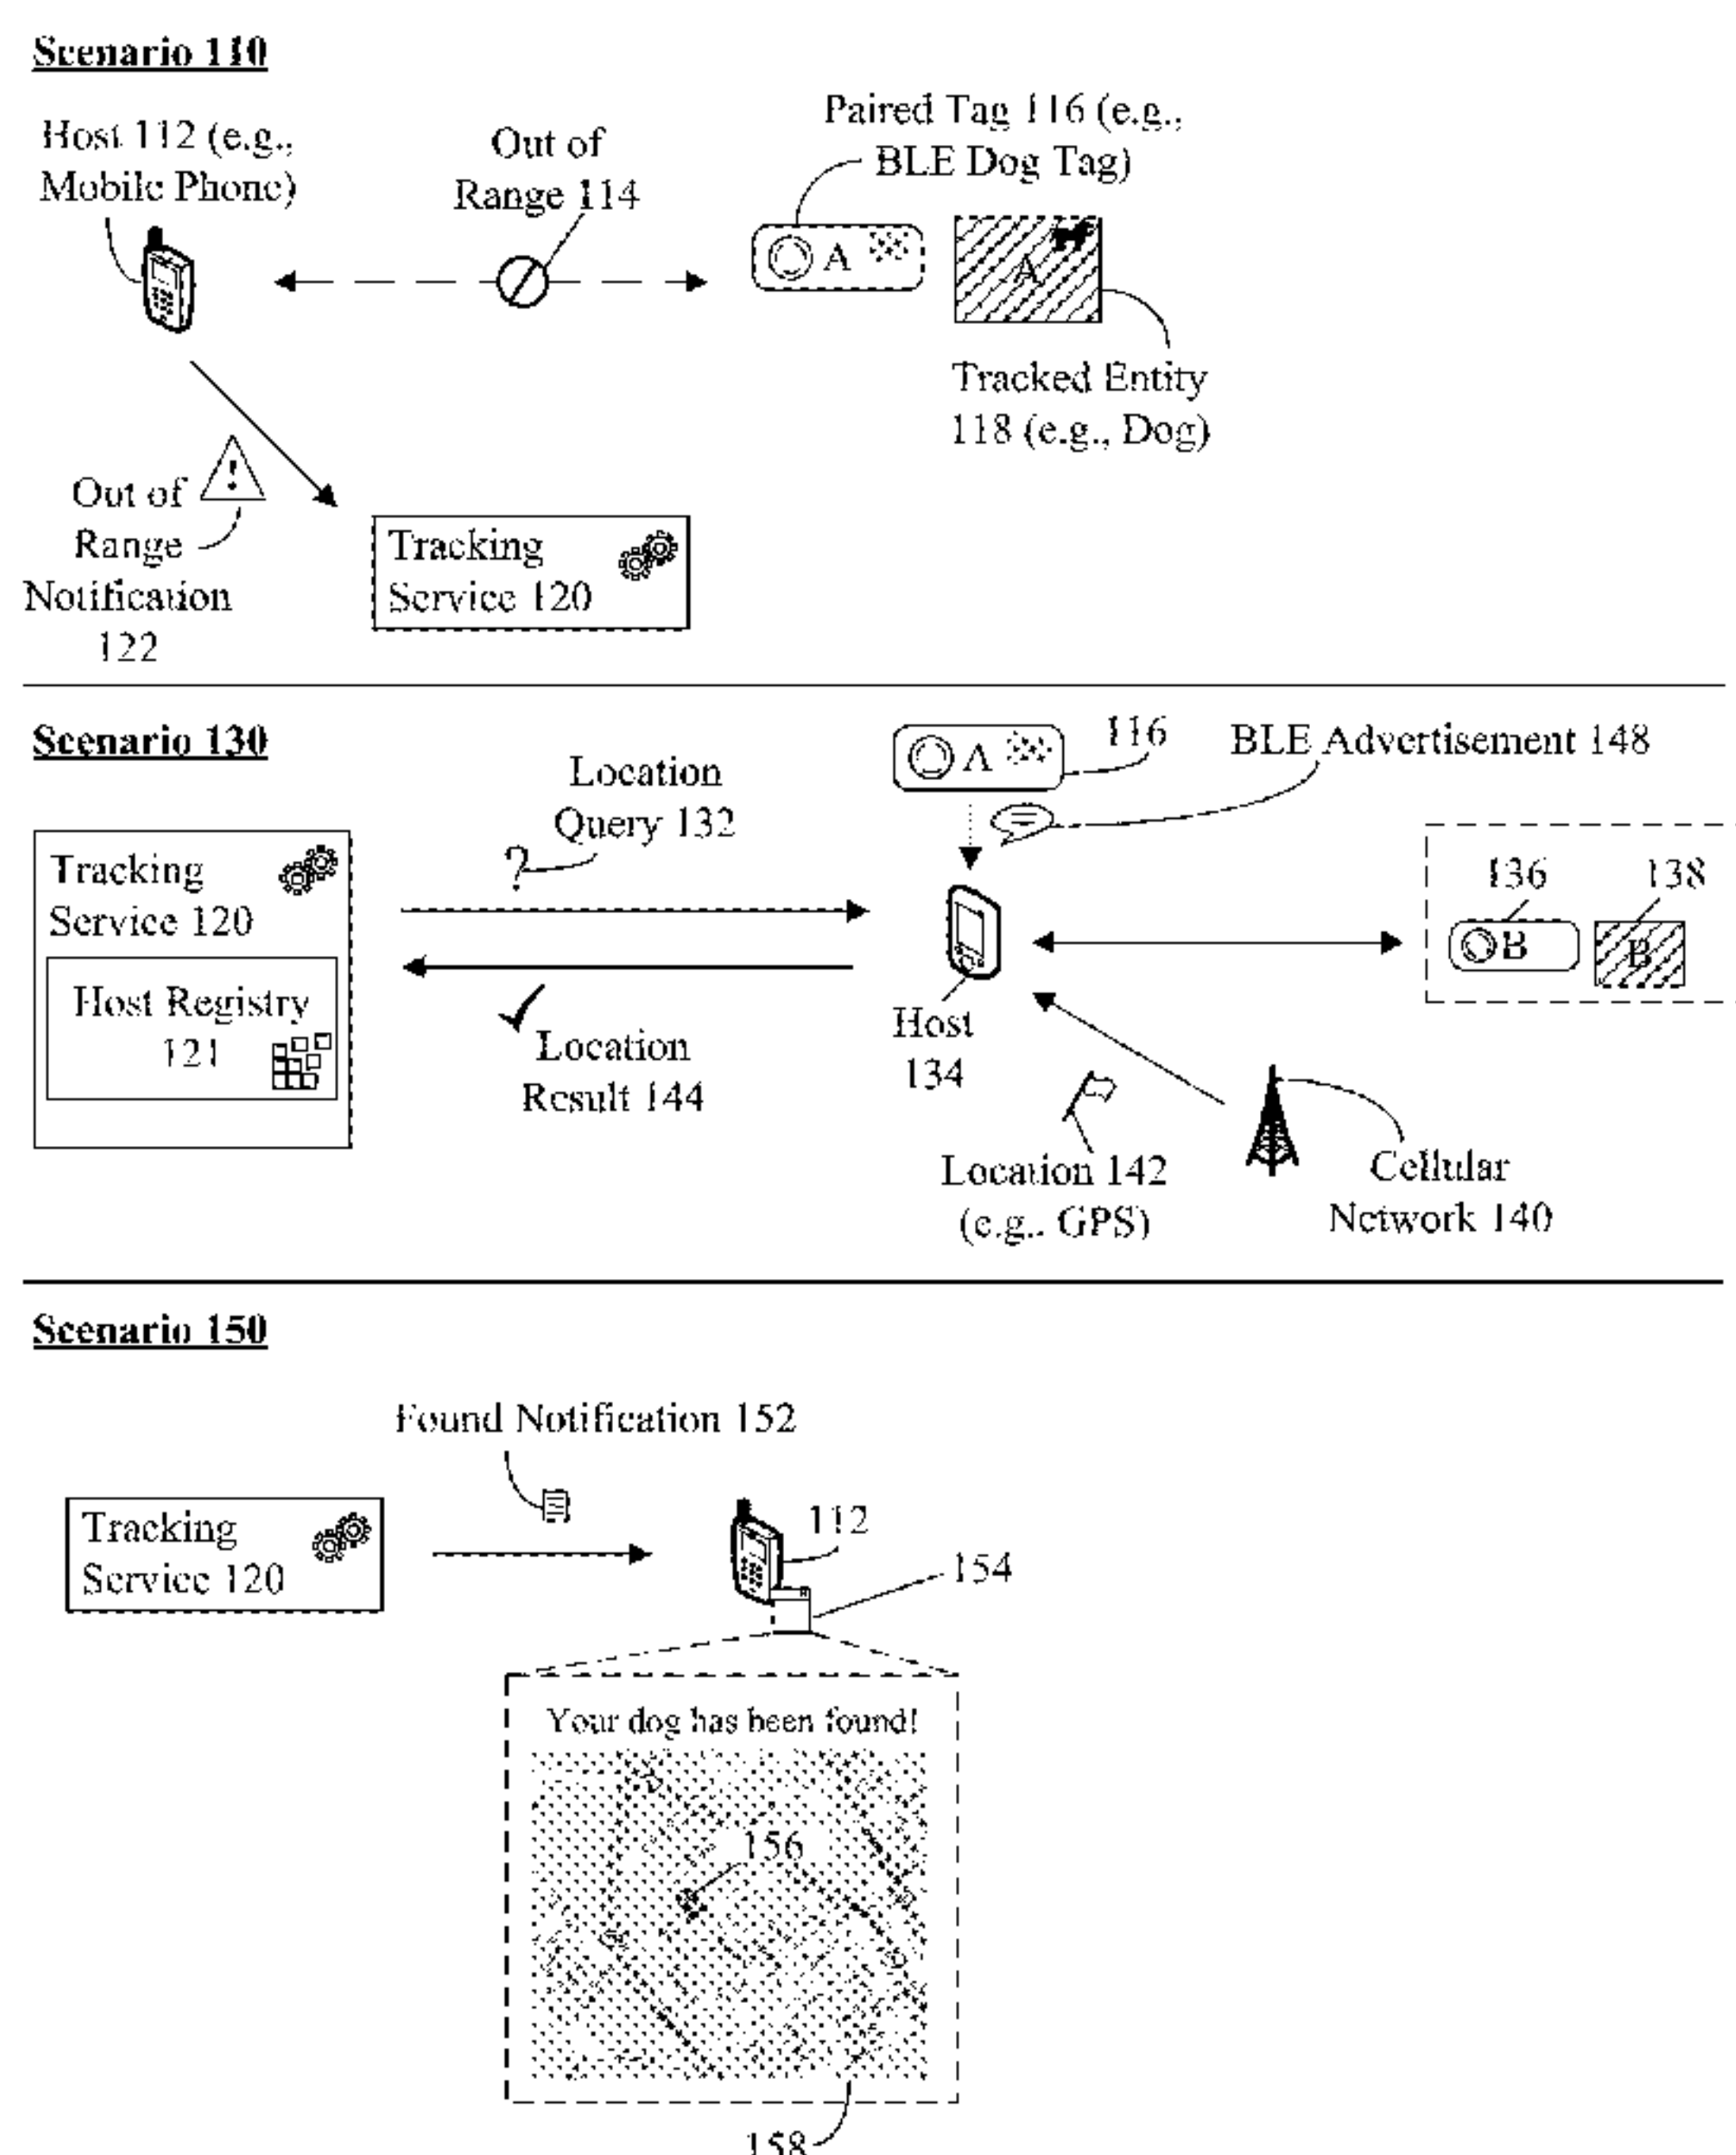 Scenario 110
Host 112 (e.g.,
Mobile Phone)
Out of
Range 114
Paired Tag 116 (e.g.,
BLE Dog Tag)
A
A
Tracked Entity
118 (e.g., Dog)
Out of
Range
Notification
122
!
Tracking
Service 120
Scenario 130
Location
Query 132
?
A
116
BLE Advertisement 148
Tracking
Service 120
Host Registry
121
Location
Result 144
Host
134
136
138
B
B
Location 142
(e.g.. GPS)
Cellular
Network 140
Scenario 150
Found Notification 152
Tracking
Service 120
112
154
Your dog has been found!
156
158